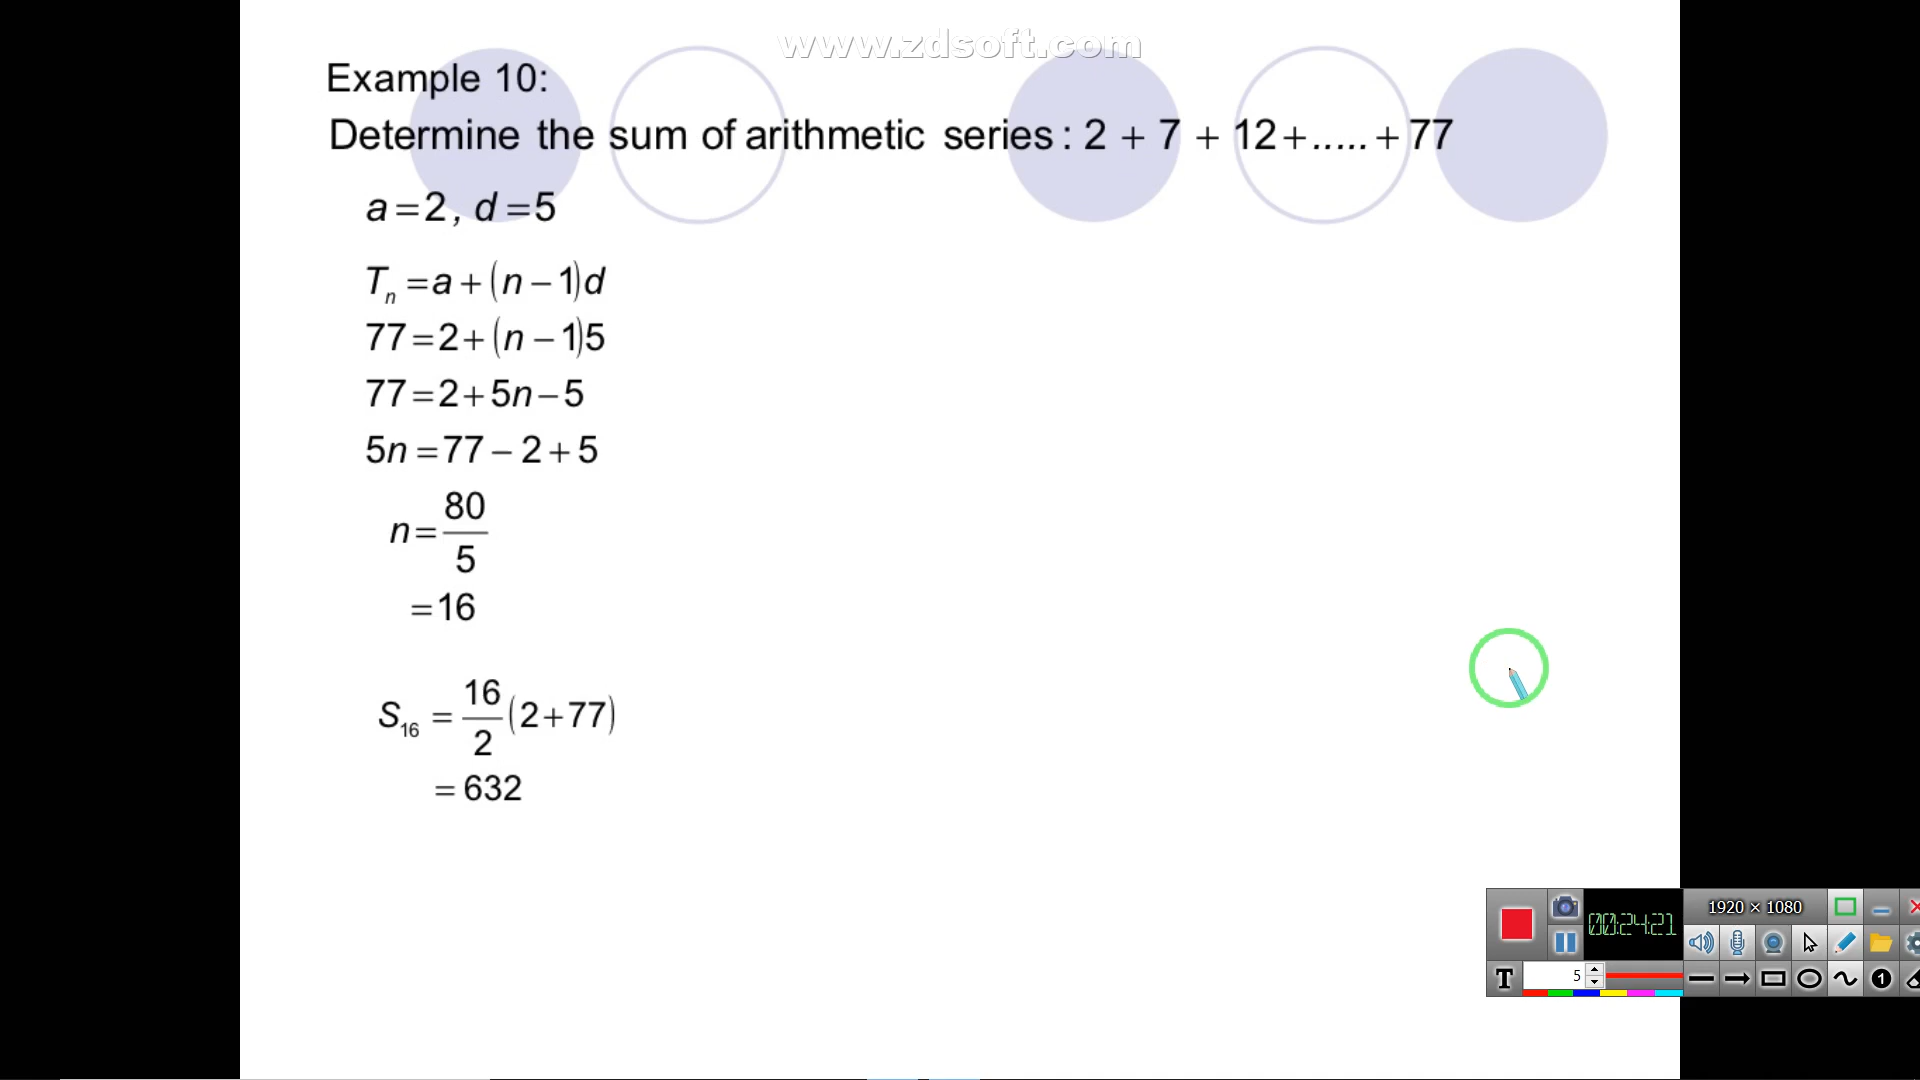 www.zdsoft.com
Example 10:
Determine the sum of arithmetic series : 2 + 7 + 12+.....+ 77
a = 2, d = 5
Tn = a + (n − 1)d
77 = 2 + (n − 1)5
77 = 2 + 5n − 5
5n = 77 − 2 + 5
n = 80/5
= 16
S16 = 16/2 (2 + 77)
= 632
1920 × 1080
00:24:21
T 5
1